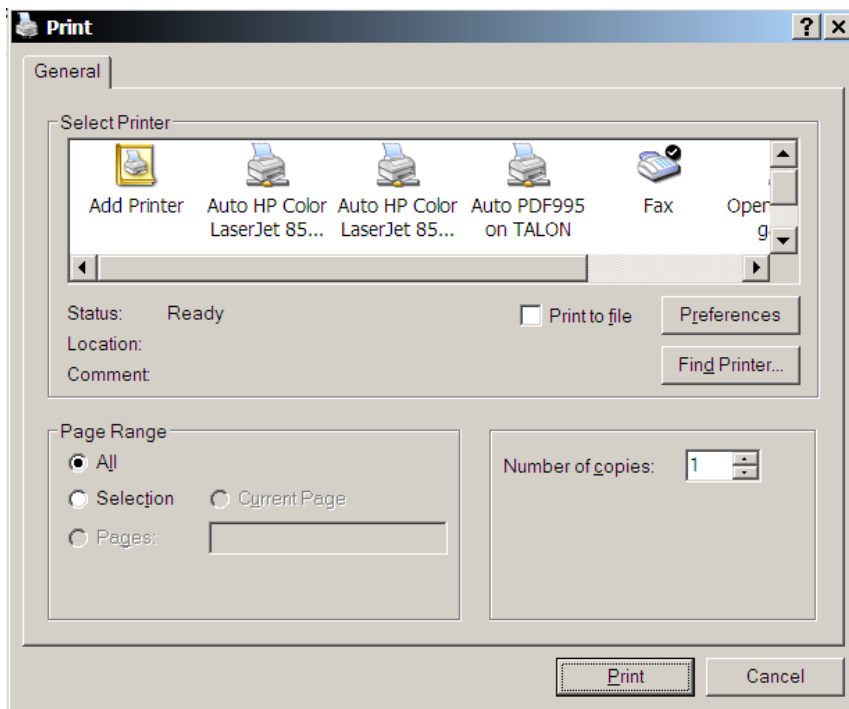 Print
General
Select Printer
Add Printer Auto HP Color Auto HP Color Auto PDF995 Fax Open
LaserJet 85... LaserJet 85... on TALON g
Status: Ready Print to file Preferences
Location:
Comment: Find Printer...
Page Range
All Number of copies: 1
Selection Current Page
Pages:
Print Cancel